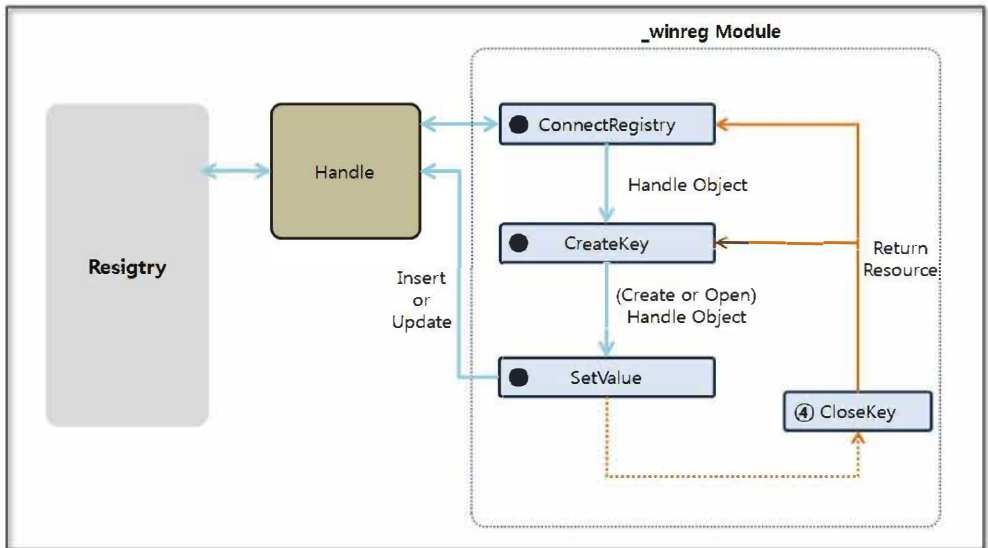 _winreg Module
ConnectRegistry
Handle
Handle Object
CreateKey
Resigtry
Return
Resource
Insert
or
Update
(Create or Open)
Handle Object
SetValue
④ CloseKey